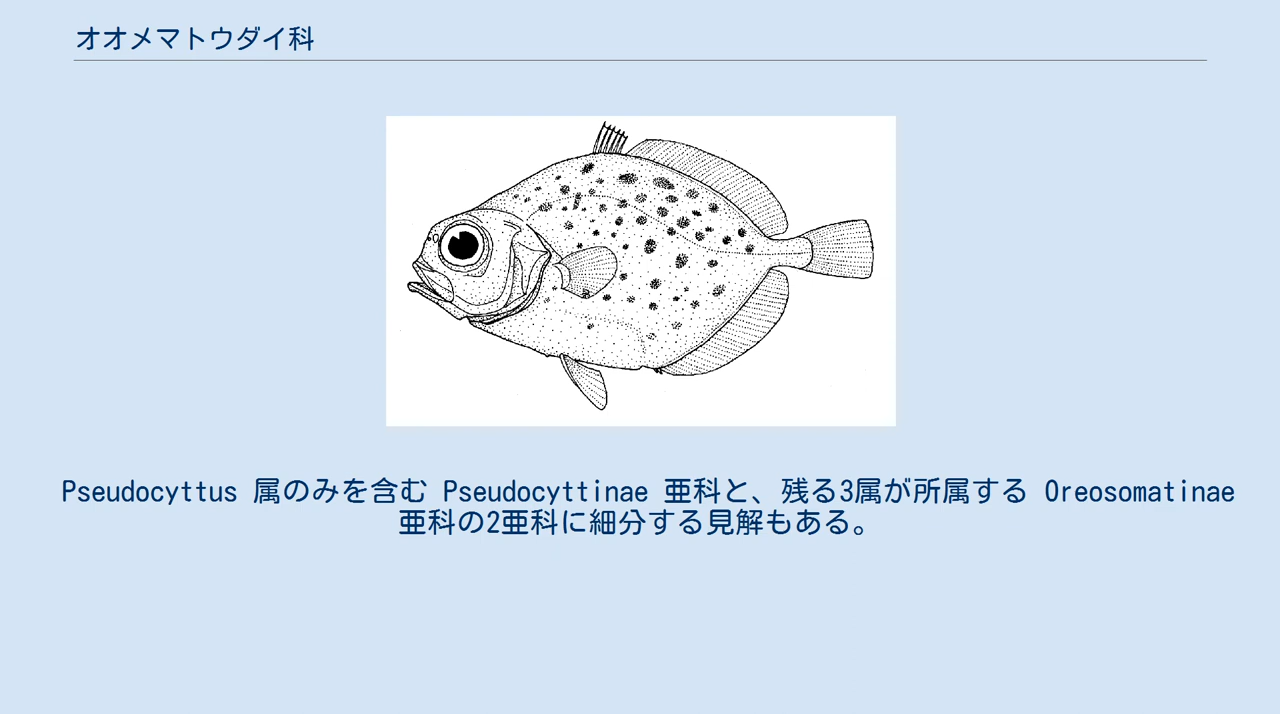 オオメマトウダイ科
Pseudocyttus 属のみを含む Pseudocyttinae 亜科と、残る3属が所属する Oreosomatinae
亜科の2亜科に細分する見解もある。